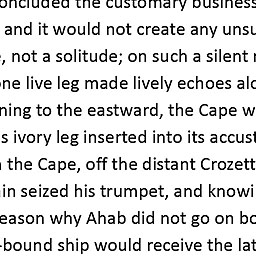 oncluded the customary business
and it would not create any unsu
, not a solitude; on such a silent
one live leg made lively echoes alo
ning to the eastward, the Cape w
s ivory leg inserted into its accust
the Cape, off the distant Crozett
in seized his trumpet, and knowi
eason why Ahab did not go on bo
-bound ship would receive the lat